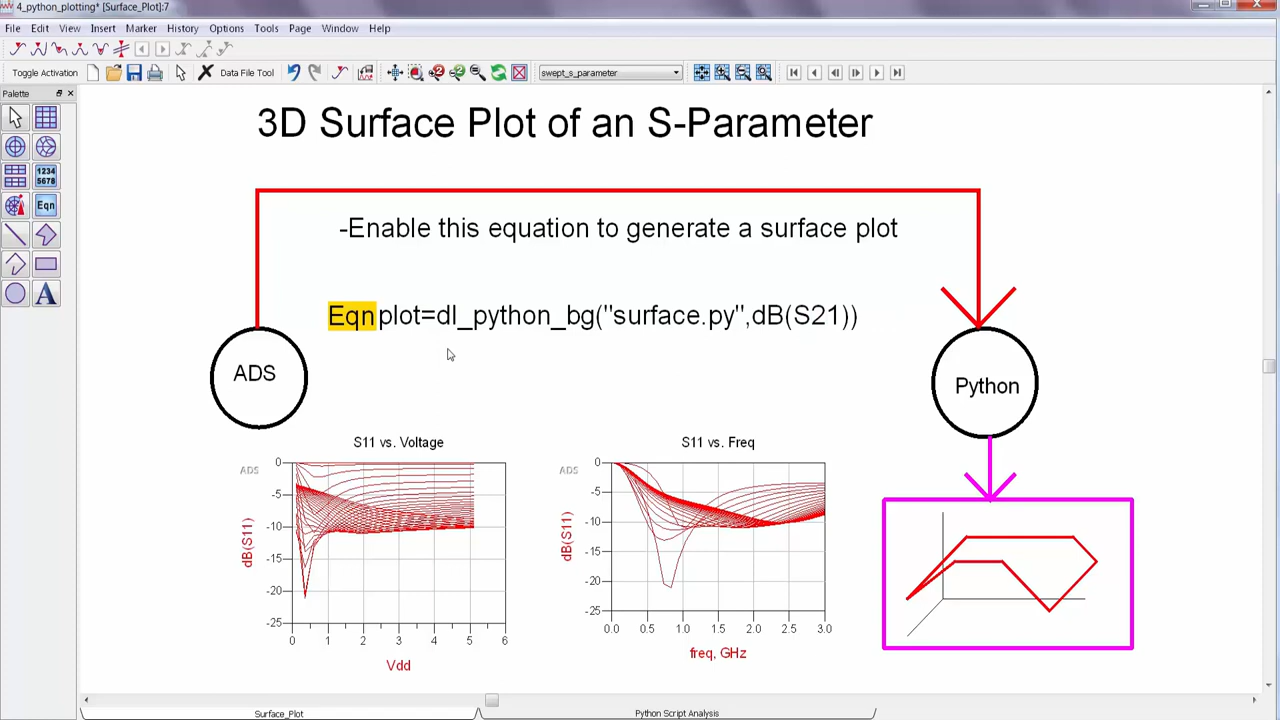 4_python_plotting* [Surface_Plot]:7
File Edit View Insert Marker History Options Tools Page Window Help
Toggle Activation
Data File Tool
swept_s_parameter
Palette
1234
5678
Eqn
A
3D Surface Plot of an S-Parameter
-Enable this equation to generate a surface plot
Eqn plot=dl_python_bg("surface.py",dB(S21))
ADS
Python
S11 vs. Voltage
ADS
dB(S11)
0
-5
-10
-15
-20
-25
0 1 2 3 4 5 6
Vdd
S11 vs. Freq
ADS
dB(S11)
0
-5
-10
-15
-20
-25
0.0 0.5 1.0 1.5 2.0 2.5 3.0
freq, GHz
Surface_Plot
Python Script Analysis